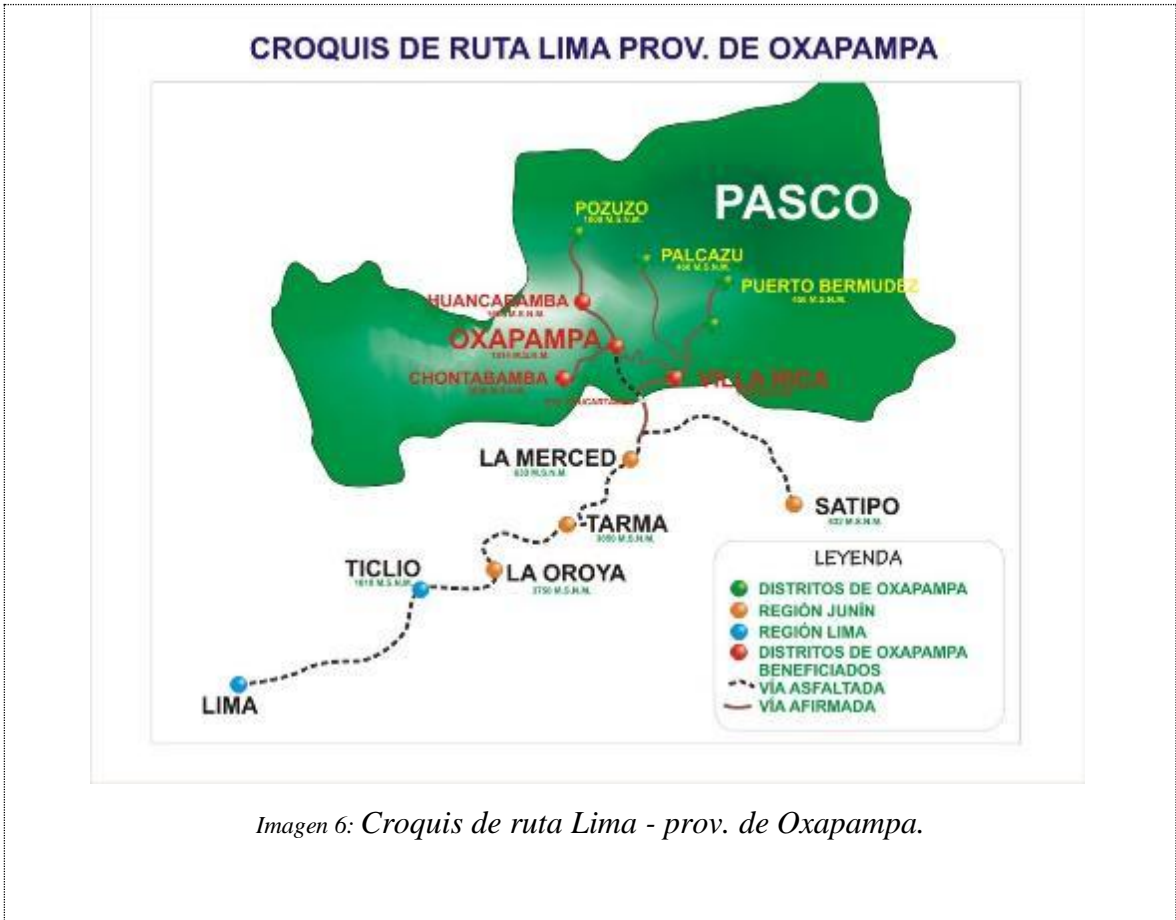 CROQUIS DE RUTA LIMA PROV. DE OXAPAMPA
PASCO
POZUZO
PALCAZU
PUERTO BERMUDEZ
HUANCABAMBA
OXAPAMPA
CHONTABAMBA
VILLA RICA
LA MERCED
SATIPO
TARMA
3050 M.S.N.M.
TICLIO
LA OROYA
3750 M.S.N.M.
LIMA
LEYENDA
DISTRITOS DE OXAPAMPA
REGIÓN JUNÍN
REGIÓN LIMA
DISTRITOS DE OXAPAMPA
BENEFICIADOS
VÍA ASFALTADA
VÍA AFIRMADA
Imagen 6: Croquis de ruta Lima - prov. de Oxapampa.